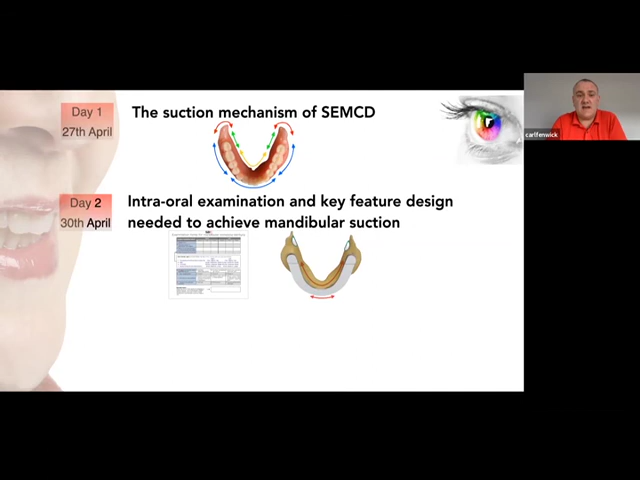 Day 1
27th April
The suction mechanism of SEMCD
carlfenwick
Day 2
30th April
Intra-oral examination and key feature design
needed to achieve mandibular suction